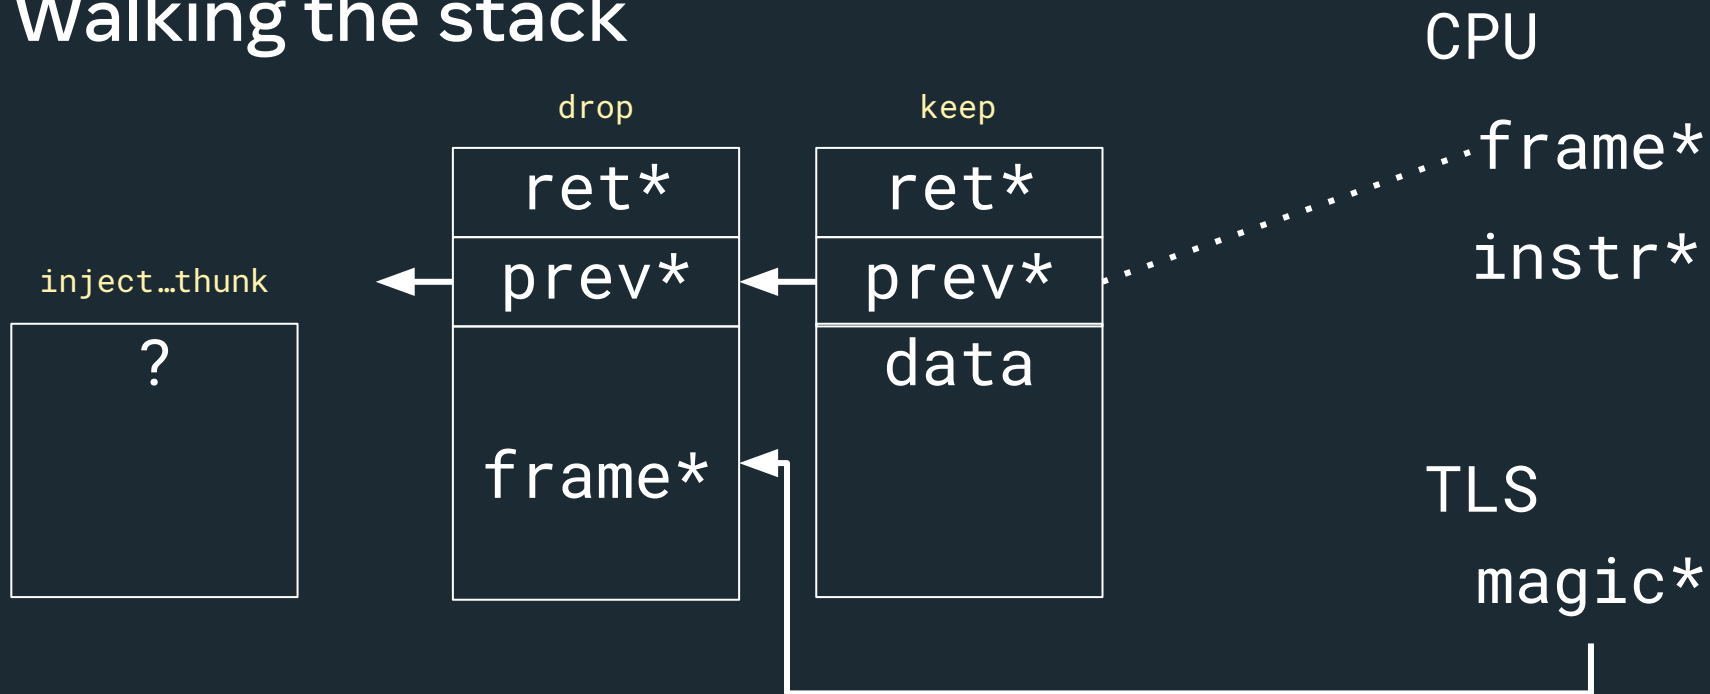 Walking the stack
CPU
drop
keep
ret*
ret*
frame*
inject…thunk
prev*
prev*
instr*
?
data
frame*
TLS
magic*